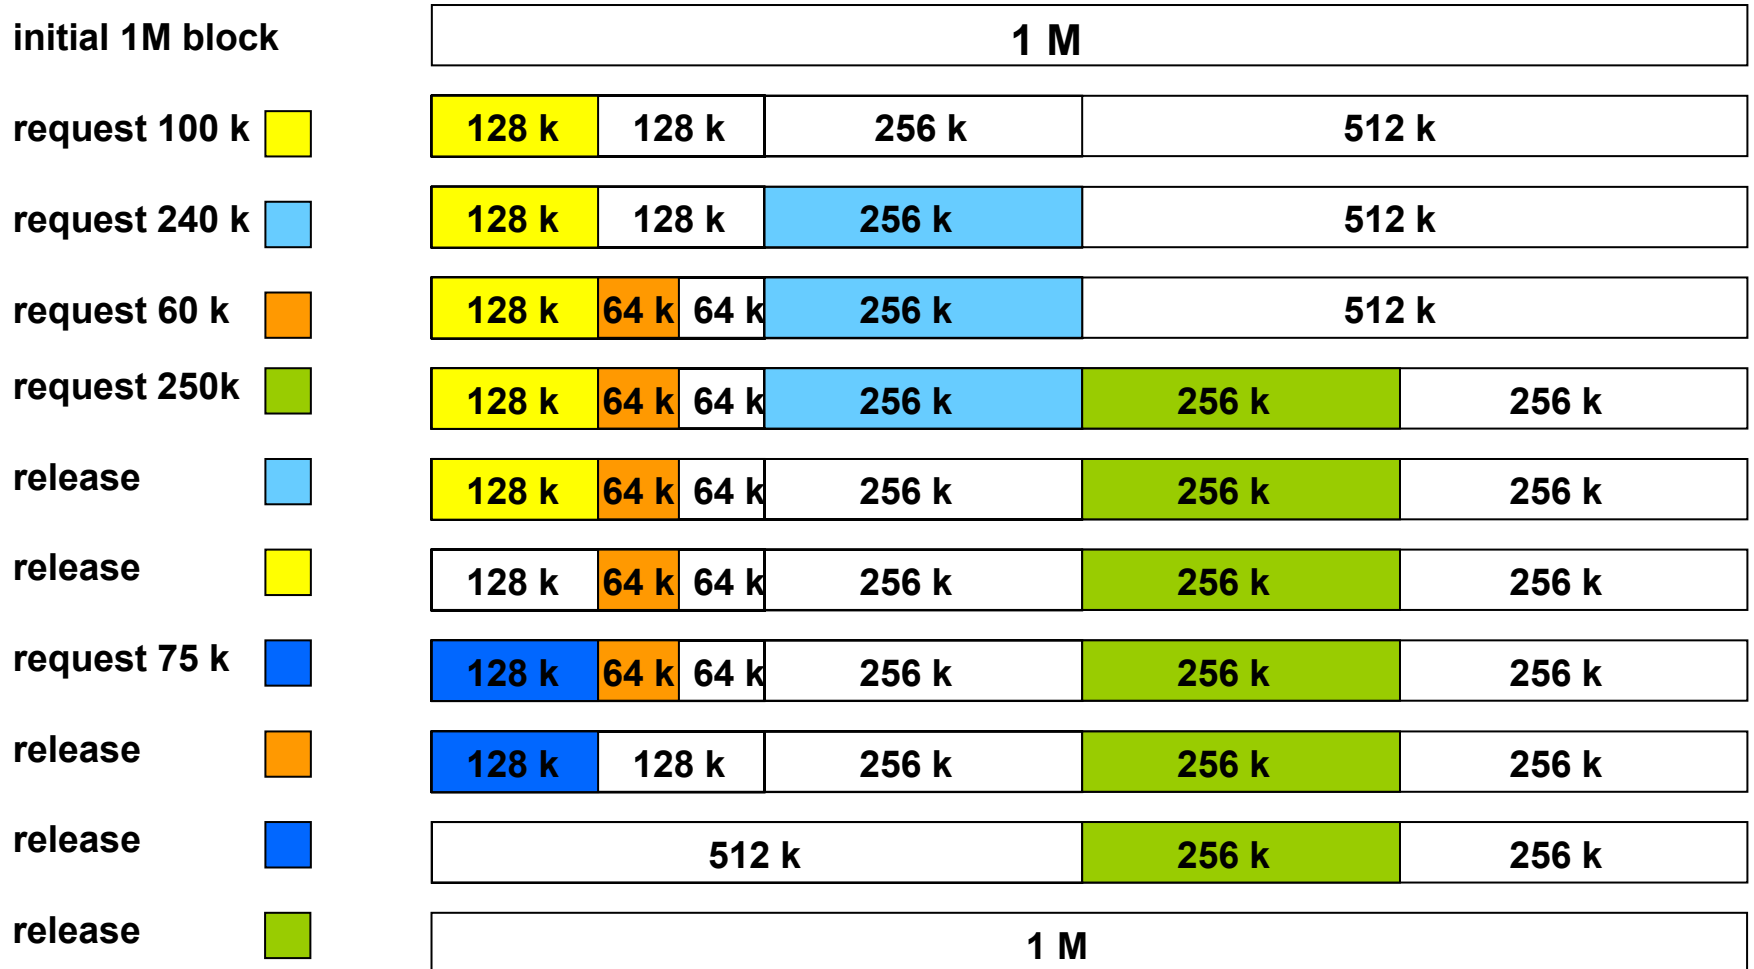 initial 1M block 1 M
request 100 k 128 k 128 k 256 k 512 k
request 240 k 128 k 128 k 256 k 512 k
request 60 k 128 k 64 k 64 k 256 k 512 k
request 250k 128 k 64 k 64 k 256 k 256 k 256 k
release 128 k 64 k 64 k 256 k 256 k 256 k
release 128 k 64 k 64 k 256 k 256 k 256 k
request 75 k 128 k 64 k 64 k 256 k 256 k 256 k
release 128 k 128 k 256 k 256 k 256 k
release 512 k 256 k 256 k
release 1 M